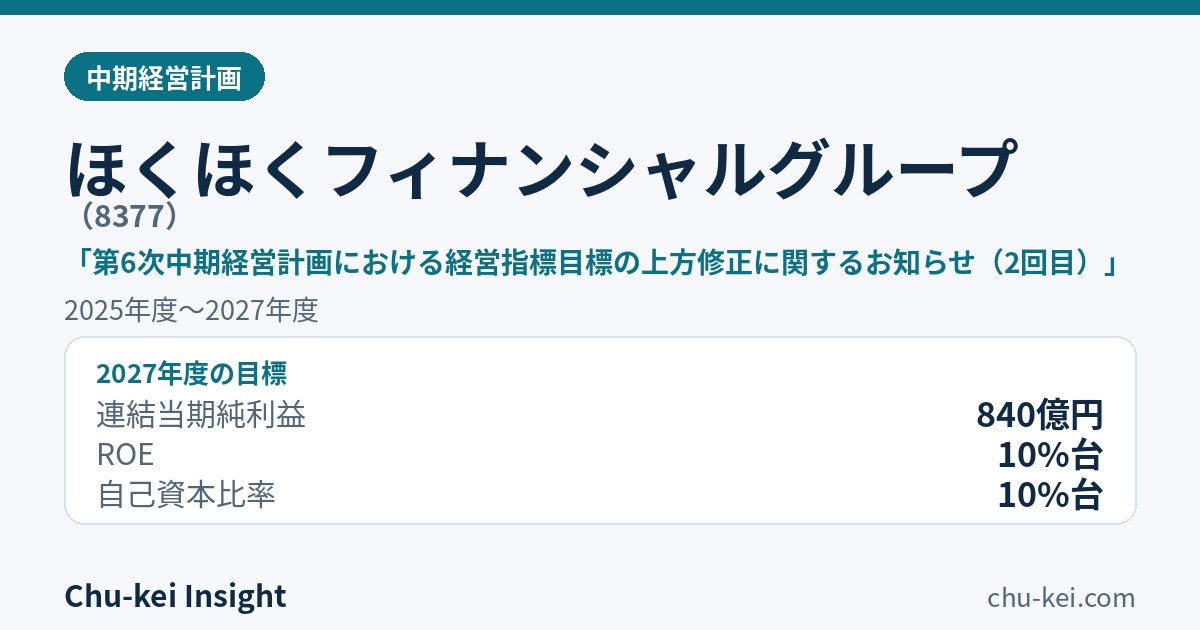 中期経営計画
ほくほくフィナンシャルグループ
（8377）
「第6次中期経営計画における経営指標目標の上方修正に関するお知らせ（2回目）」
2025年度～2027年度
2027年度の目標
連結当期純利益 840億円
ROE 10%台
自己資本比率 10%台
Chu-kei Insight chu-kei.com